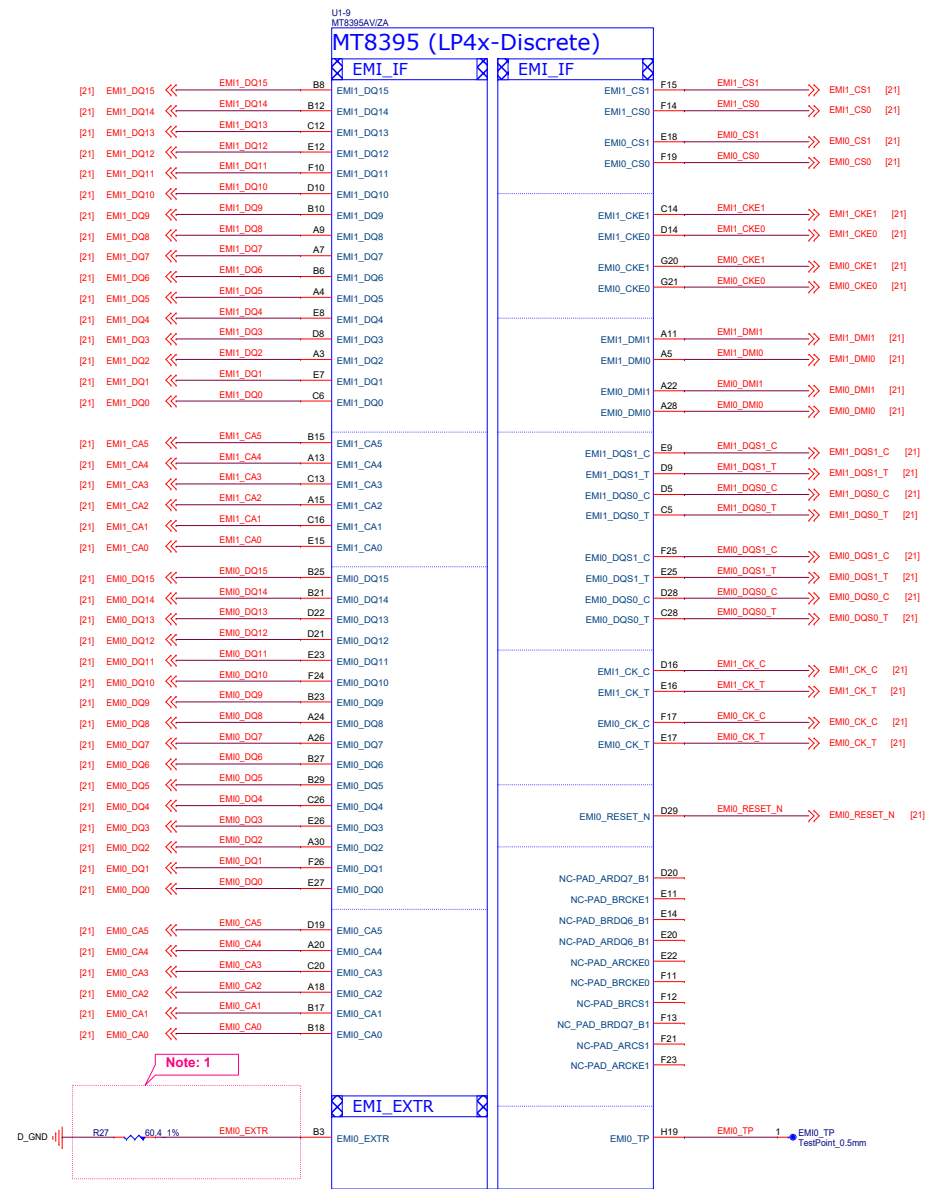 U1-9
MT8395AV/ZA
MT8395 (LP4x-Discrete)
EMI_IF EMI_IF
[21] EMI1_DQ15 EMI1_DQ15 B8 EMI1_DQ15
[21] EMI1_DQ14 EMI1_DQ14 B12 EMI1_DQ14
[21] EMI1_DQ13 EMI1_DQ13 C12 EMI1_DQ13
[21] EMI1_DQ12 EMI1_DQ12 E12 EMI1_DQ12
[21] EMI1_DQ11 EMI1_DQ11 F10 EMI1_DQ11
[21] EMI1_DQ10 EMI1_DQ10 D10 EMI1_DQ10
[21] EMI1_DQ9 EMI1_DQ9 B10 EMI1_DQ9
[21] EMI1_DQ8 EMI1_DQ8 A9 EMI1_DQ8
[21] EMI1_DQ7 EMI1_DQ7 A7 EMI1_DQ7
[21] EMI1_DQ6 EMI1_DQ6 B6 EMI1_DQ6
[21] EMI1_DQ5 EMI1_DQ5 A4 EMI1_DQ5
[21] EMI1_DQ4 EMI1_DQ4 E8 EMI1_DQ4
[21] EMI1_DQ3 EMI1_DQ3 D8 EMI1_DQ3
[21] EMI1_DQ2 EMI1_DQ2 A3 EMI1_DQ2
[21] EMI1_DQ1 EMI1_DQ1 E7 EMI1_DQ1
[21] EMI1_DQ0 EMI1_DQ0 C6 EMI1_DQ0
[21] EMI1_CA5 EMI1_CA5 B15 EMI1_CA5
[21] EMI1_CA4 EMI1_CA4 A13 EMI1_CA4
[21] EMI1_CA3 EMI1_CA3 C13 EMI1_CA3
[21] EMI1_CA2 EMI1_CA2 A15 EMI1_CA2
[21] EMI1_CA1 EMI1_CA1 C16 EMI1_CA1
[21] EMI1_CA0 EMI1_CA0 E15 EMI1_CA0
[21] EMI0_DQ15 EMI0_DQ15 B25 EMI0_DQ15
[21] EMI0_DQ14 EMI0_DQ14 B21 EMI0_DQ14
[21] EMI0_DQ13 EMI0_DQ13 D22 EMI0_DQ13
[21] EMI0_DQ12 EMI0_DQ12 D21 EMI0_DQ12
[21] EMI0_DQ11 EMI0_DQ11 E23 EMI0_DQ11
[21] EMI0_DQ10 EMI0_DQ10 F24 EMI0_DQ10
[21] EMI0_DQ9 EMI0_DQ9 B23 EMI0_DQ9
[21] EMI0_DQ8 EMI0_DQ8 A24 EMI0_DQ8
[21] EMI0_DQ7 EMI0_DQ7 A26 EMI0_DQ7
[21] EMI0_DQ6 EMI0_DQ6 B27 EMI0_DQ6
[21] EMI0_DQ5 EMI0_DQ5 B29 EMI0_DQ5
[21] EMI0_DQ4 EMI0_DQ4 C26 EMI0_DQ4
[21] EMI0_DQ3 EMI0_DQ3 E26 EMI0_DQ3
[21] EMI0_DQ2 EMI0_DQ2 A30 EMI0_DQ2
[21] EMI0_DQ1 EMI0_DQ1 F26 EMI0_DQ1
[21] EMI0_DQ0 EMI0_DQ0 E27 EMI0_DQ0
[21] EMI0_CA5 EMI0_CA5 D19 EMI0_CA5
[21] EMI0_CA4 EMI0_CA4 A20 EMI0_CA4
[21] EMI0_CA3 EMI0_CA3 C20 EMI0_CA3
[21] EMI0_CA2 EMI0_CA2 A18 EMI0_CA2
[21] EMI0_CA1 EMI0_CA1 B17 EMI0_CA1
[21] EMI0_CA0 EMI0_CA0 B18 EMI0_CA0
Note: 1
EMI_EXTR
D_GND R27 60.4_1% EMI0_EXTR B3 EMI0_EXTR
EMI1_CS1 F15 EMI1_CS1 EMI1_CS1 [21]
EMI1_CS0 F14 EMI1_CS0 EMI1_CS0 [21]
EMI0_CS1 E18 EMI0_CS1 EMI0_CS1 [21]
EMI0_CS0 F19 EMI0_CS0 EMI0_CS0 [21]
EMI1_CKE1 C14 EMI1_CKE1 EMI1_CKE1 [21]
EMI1_CKE0 D14 EMI1_CKE0 EMI1_CKE0 [21]
EMI0_CKE1 G20 EMI0_CKE1 EMI0_CKE1 [21]
EMI0_CKE0 G21 EMI0_CKE0 EMI0_CKE0 [21]
EMI1_DMI1 A11 EMI1_DMI1 EMI1_DMI1 [21]
EMI1_DMI0 A5 EMI1_DMI0 EMI1_DMI0 [21]
EMI0_DMI1 A22 EMI0_DMI1 EMI0_DMI1 [21]
EMI0_DMI0 A28 EMI0_DMI0 EMI0_DMI0 [21]
EMI1_DQS1_C E9 EMI1_DQS1_C EMI1_DQS1_C [21]
EMI1_DQS1_T D9 EMI1_DQS1_T EMI1_DQS1_T [21]
EMI1_DQS0_C D5 EMI1_DQS0_C EMI1_DQS0_C [21]
EMI1_DQS0_T C5 EMI1_DQS0_T EMI1_DQS0_T [21]
EMI0_DQS1_C F25 EMI0_DQS1_C EMI0_DQS1_C [21]
EMI0_DQS1_T E25 EMI0_DQS1_T EMI0_DQS1_T [21]
EMI0_DQS0_C D28 EMI0_DQS0_C EMI0_DQS0_C [21]
EMI0_DQS0_T C28 EMI0_DQS0_T EMI0_DQS0_T [21]
EMI1_CK_C D16 EMI1_CK_C EMI1_CK_C [21]
EMI1_CK_T E16 EMI1_CK_T EMI1_CK_T [21]
EMI0_CK_C F17 EMI0_CK_C EMI0_CK_C [21]
EMI0_CK_T E17 EMI0_CK_T EMI0_CK_T [21]
EMI0_RESET_N D29 EMI0_RESET_N EMI0_RESET_N [21]
NC-PAD_ARDQ7_B1 D20
NC-PAD_BRCKE1 E11
NC-PAD_BRDQ6_B1 E14
NC-PAD_ARDQ6_B1 E20
NC-PAD_ARCKE0 E22
NC-PAD_BRCKE0 F11
NC-PAD_BRCS1 F12
NC_PAD_BRDQ7_B1 F13
NC-PAD_ARCS1 F21
NC-PAD_ARCKE1 F23
EMI0_TP H19 EMI0_TP 1 EMI0_TP
TestPoint_0.5mm